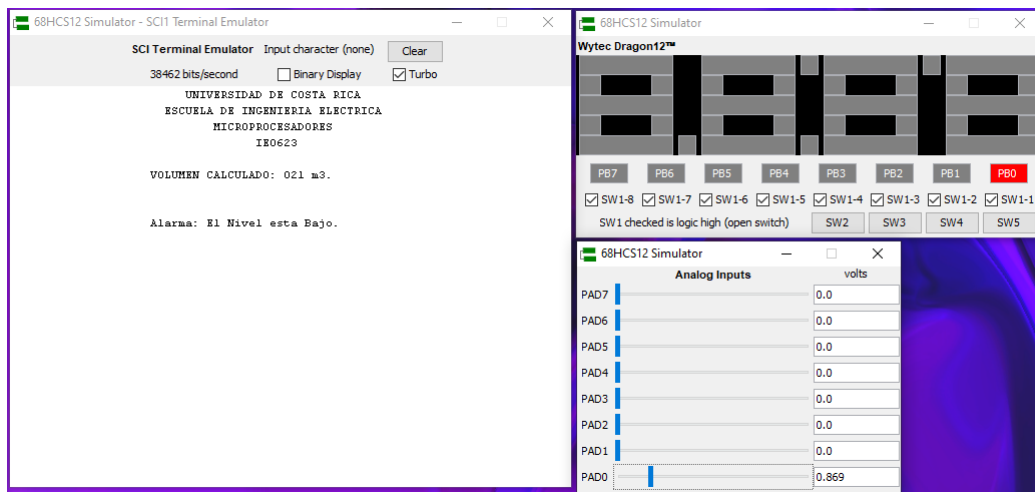 68HCS12 Simulator - SCI1 Terminal Emulator
SCI Terminal Emulator Input character (none) Clear
38462 bits/second Binary Display Turbo
UNIVERSIDAD DE COSTA RICA
ESCUELA DE INGENIERIA ELECTRICA
MICROPROCESADORES
IE0623
VOLUMEN CALCULADO: 021 m3.
Alarma: El Nivel esta Bajo.
68HCS12 Simulator
Wytec Dragon12™
PB7 PB6 PB5 PB4 PB3 PB2 PB1 PB0
SW1-8 SW1-7 SW1-6 SW1-5 SW1-4 SW1-3 SW1-2 SW1-1
SW1 checked is logic high (open switch) SW2 SW3 SW4 SW5
68HCS12 Simulator
Analog Inputs volts
PAD7 0.0
PAD6 0.0
PAD5 0.0
PAD4 0.0
PAD3 0.0
PAD2 0.0
PAD1 0.0
PAD0 0.869